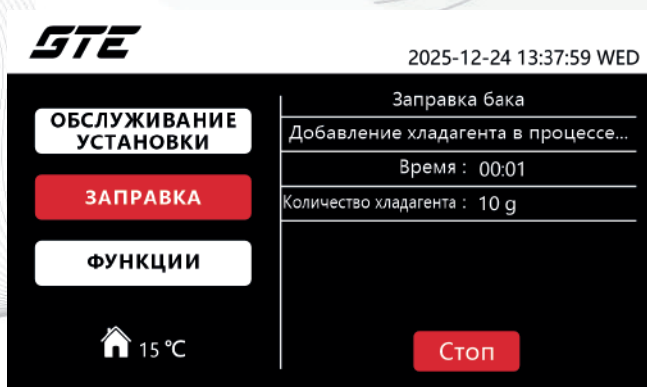 GTE
2025-12-24 13:37:59 WED
ОБСЛУЖИВАНИЕ
УСТАНОВКИ
ЗАПРАВКА
ФУНКЦИИ
15 ℃
Заправка бака
Добавление хладагента в процессе...
Время : 00:01
Количество хладагента : 10 g
Стоп